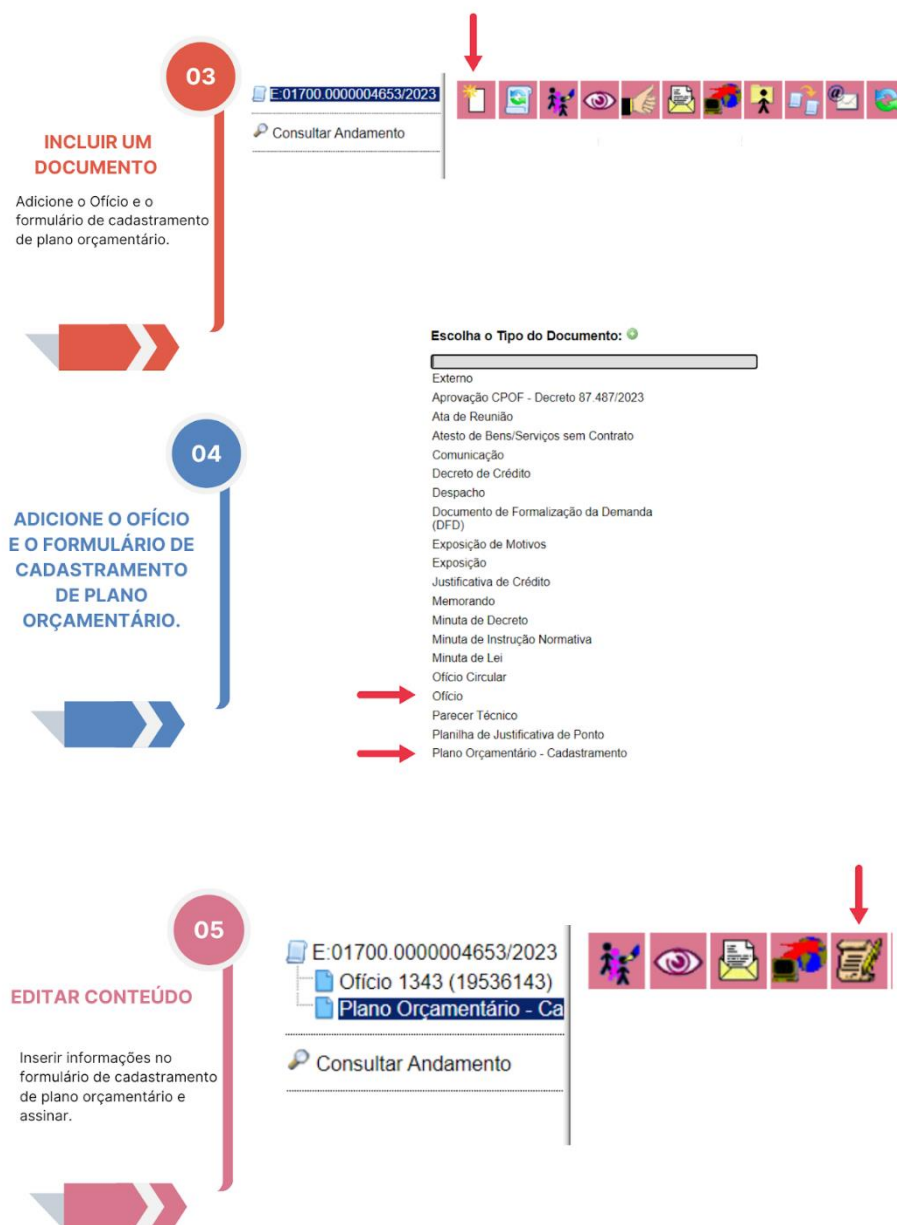 03
INCLUIR UM
DOCUMENTO
Adicione o Ofício e o
formulário de cadastramento
de plano orçamentário.
E:01700.0000004653/2023
Consultar Andamento
Escolha o Tipo do Documento:
Externo
Aprovação CPOF - Decreto 87.487/2023
Ata de Reunião
Atesto de Bens/Serviços sem Contrato
Comunicação
Decreto de Crédito
Despacho
Documento de Formalização da Demanda
(DFD)
Exposição de Motivos
Exposição
Justificativa de Crédito
Memorando
Minuta de Decreto
Minuta de Instrução Normativa
Minuta de Lei
Ofício Circular
Ofício
Parecer Técnico
Planilha de Justificativa de Ponto
Plano Orçamentário - Cadastramento
04
ADICIONE O OFÍCIO
E O FORMULÁRIO DE
CADASTRAMENTO
DE PLANO
ORÇAMENTÁRIO.
05
EDITAR CONTEÚDO
Inserir informações no
formulário de cadastramento
de plano orçamentário e
assinar.
E:01700.0000004653/2023
Ofício 1343 (19536143)
Plano Orçamentário - Ca
Consultar Andamento